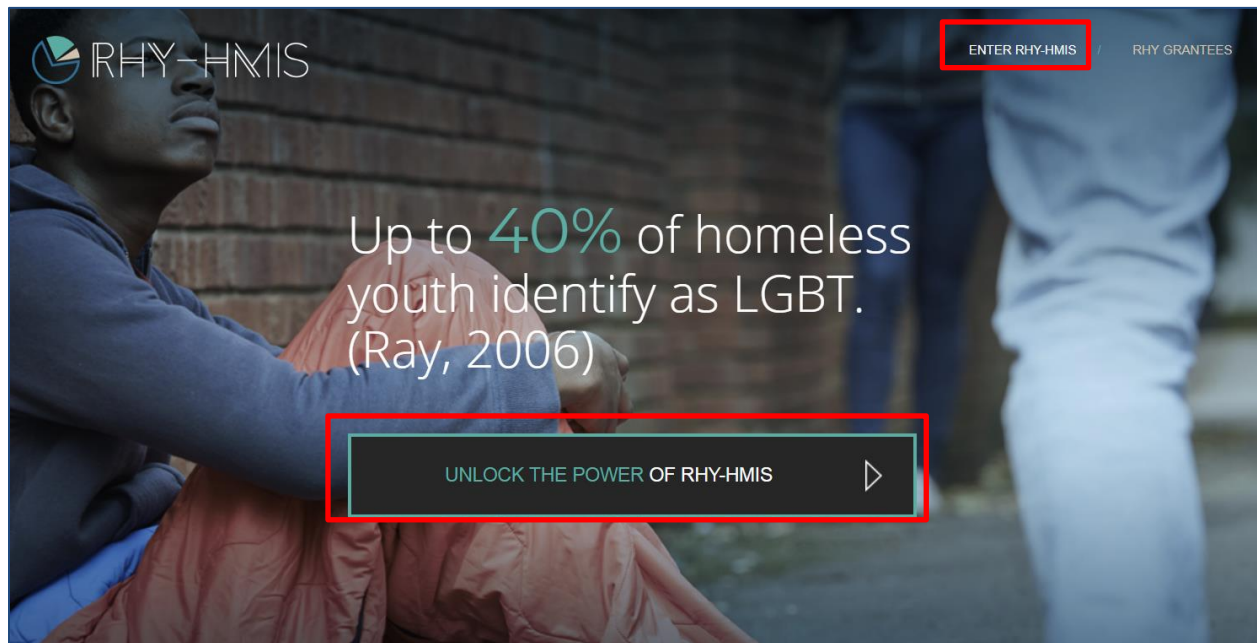 RHY-HMIS
ENTER RHY-HMIS / RHY GRANTEES
Up to 40% of homeless
youth identify as LGBT.
(Ray, 2006)
UNLOCK THE POWER OF RHY-HMIS